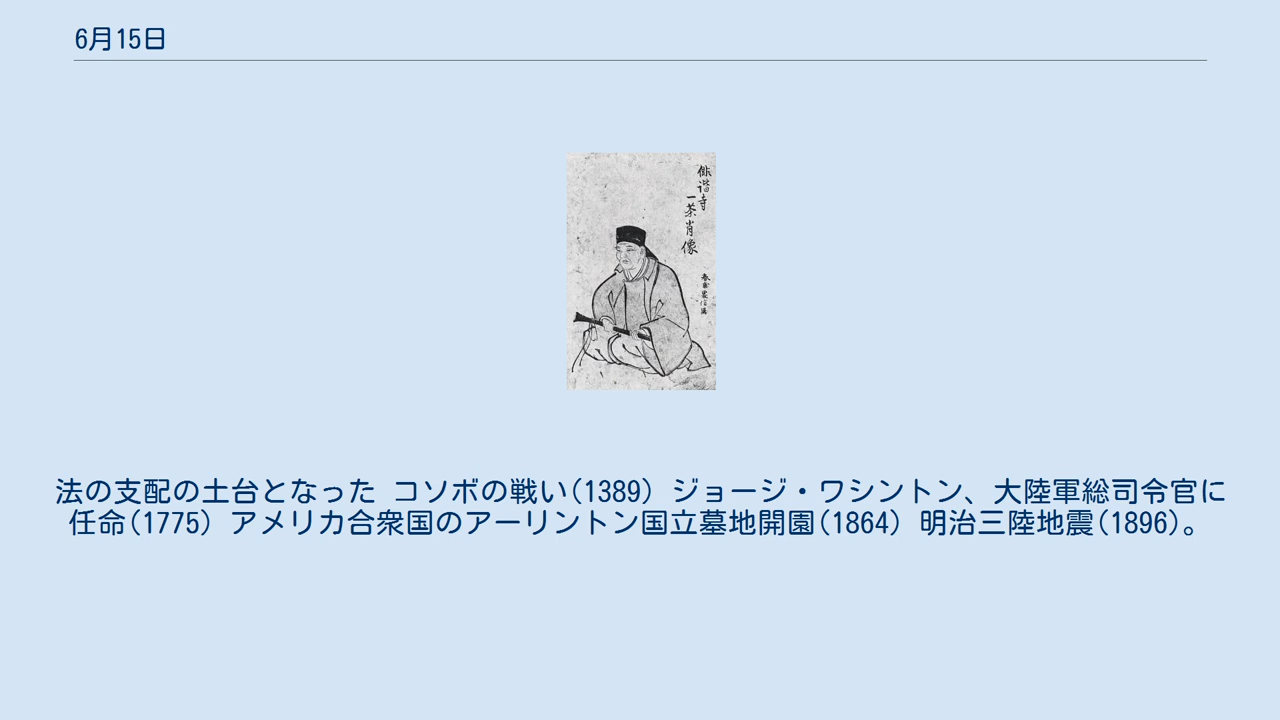 6月15日
俳諧寺
一茶肖像
法の支配の土台となった コソボの戦い(1389) ジョージ・ワシントン、大陸軍総司令官に
任命(1775) アメリカ合衆国のアーリントン国立墓地開園(1864) 明治三陸地震(1896)。